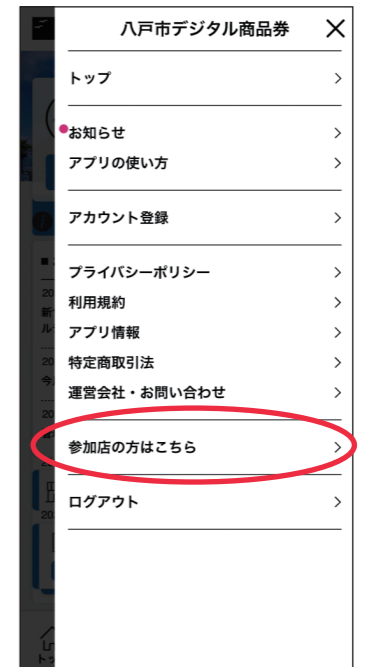 八戸市デジタル商品券
トップ
お知らせ
アプリの使い方
アカウント登録
プライバシーポリシー
利用規約
アプリ情報
特定商取引法
運営会社・お問い合わせ
参加店の方はこちら
ログアウト